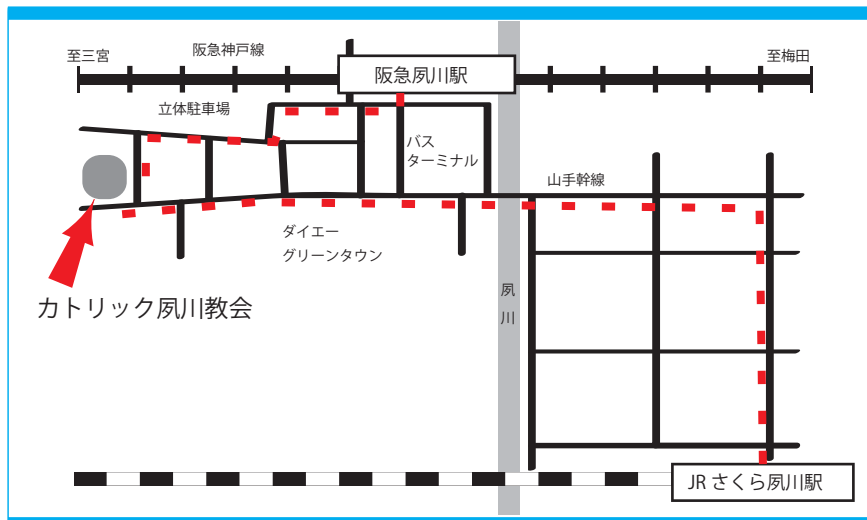 至三宮
阪急神戸線
至梅田
阪急夙川駅
立体駐車場
バス
ターミナル
山手幹線
ダイエー
グリーンタウン
夙川
カトリック夙川教会
JR さくら夙川駅